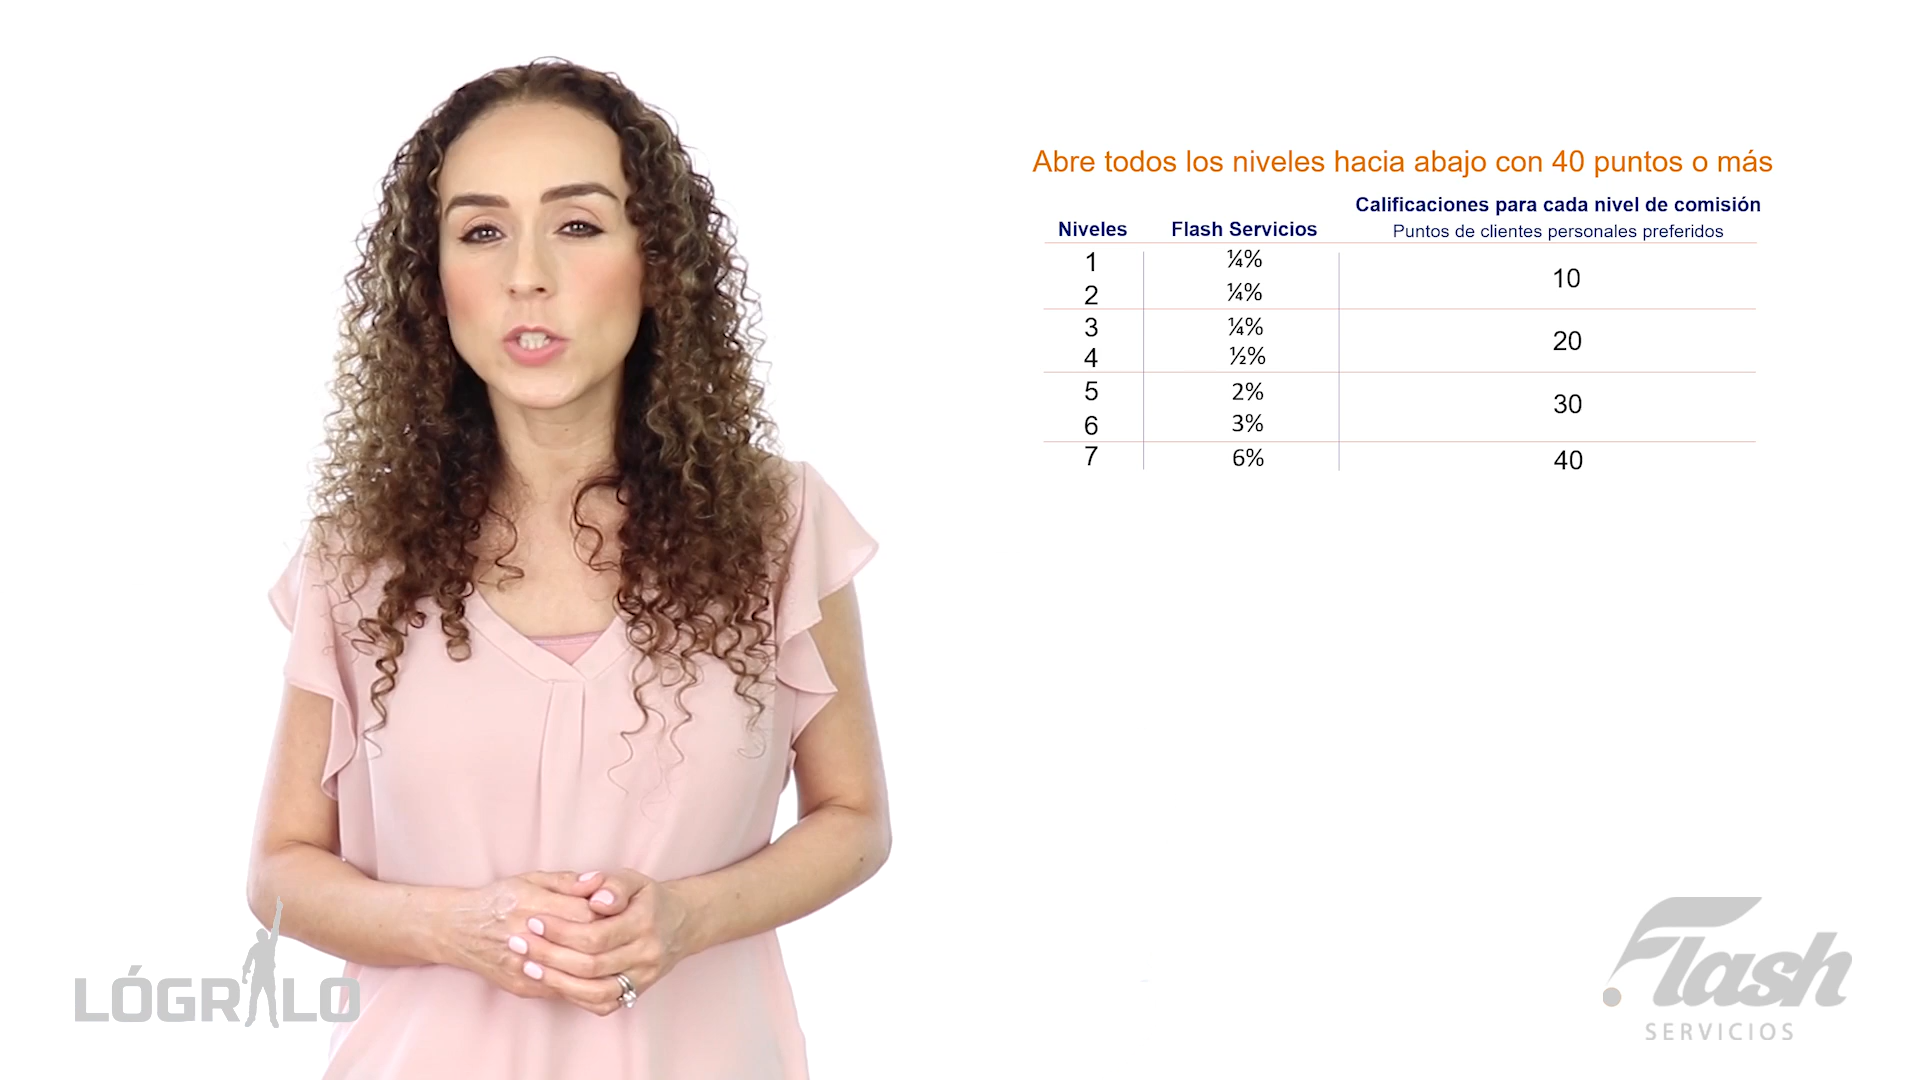 Abre todos los niveles hacia abajo con 40 puntos o más
Calificaciones para cada nivel de comisión
Niveles Flash Servicios Puntos de clientes personales preferidos
1 ¼% 10
2 ¼%
3 ¼% 20
4 ½%
5 2% 30
6 3%
7 6% 40
LÓGRALO
Flash
SERVICIOS